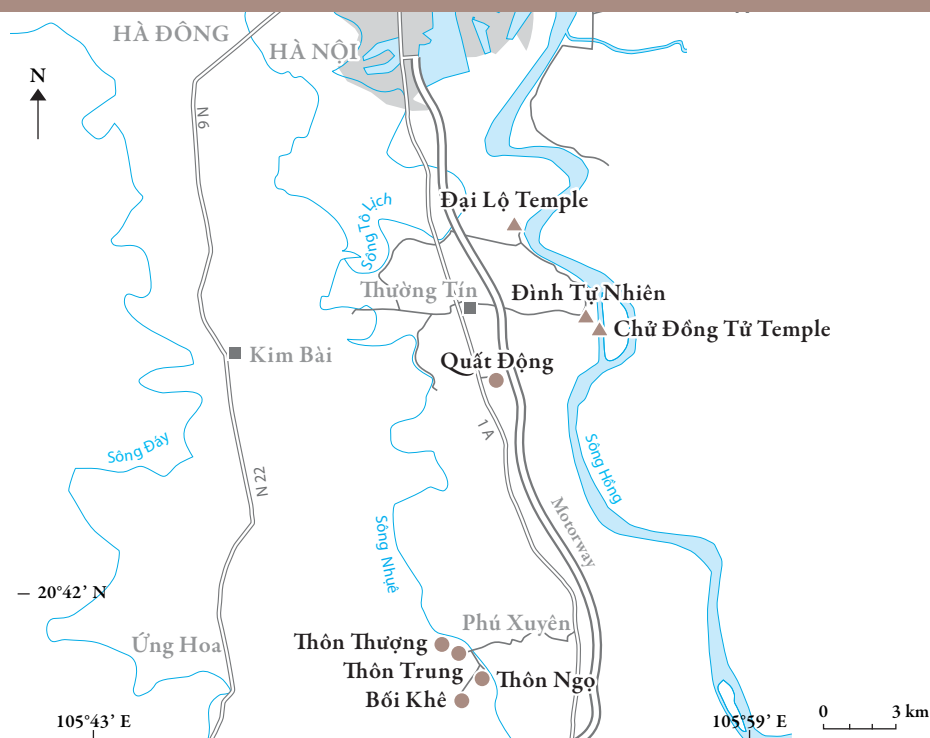 HÀ ĐÔNG
HÀ NỘI
N
N 6
Đại Lộ Temple
Sông Tô Lịch
Thường Tín
Đình Tự Nhiên
Chử Đồng Tử Temple
Kim Bài
Quất Động
1 A
Sông Đáy
Sông Hồng
N 22
Motorway
Sông Nhuệ
— 20°42’ N
Phú Xuyên
Ứng Hoa
Thôn Thượng
Thôn Trung
Thôn Ngọ
Bối Khê
105°43’ E
105°59’ E
0 3 km